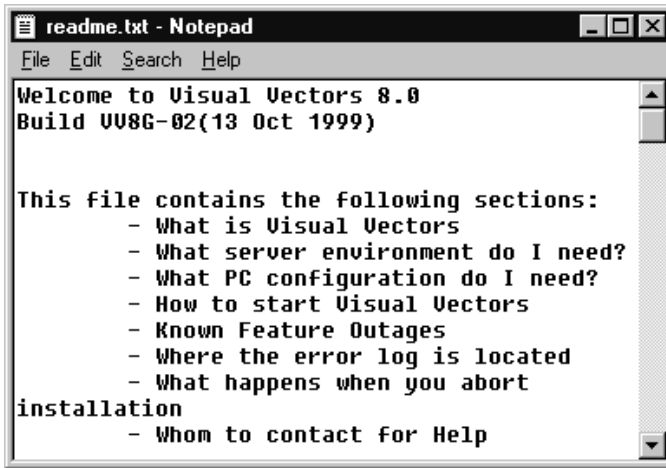 readme.txt - Notepad
File Edit Search Help
Welcome to Visual Vectors 8.0
Build VV8G-02(13 Oct 1999)
This file contains the following sections:
- What is Visual Vectors
- What server environment do I need?
- What PC configuration do I need?
- How to start Visual Vectors
- Known Feature Outages
- Where the error log is located
- What happens when you abort
installation
- Whom to contact for Help